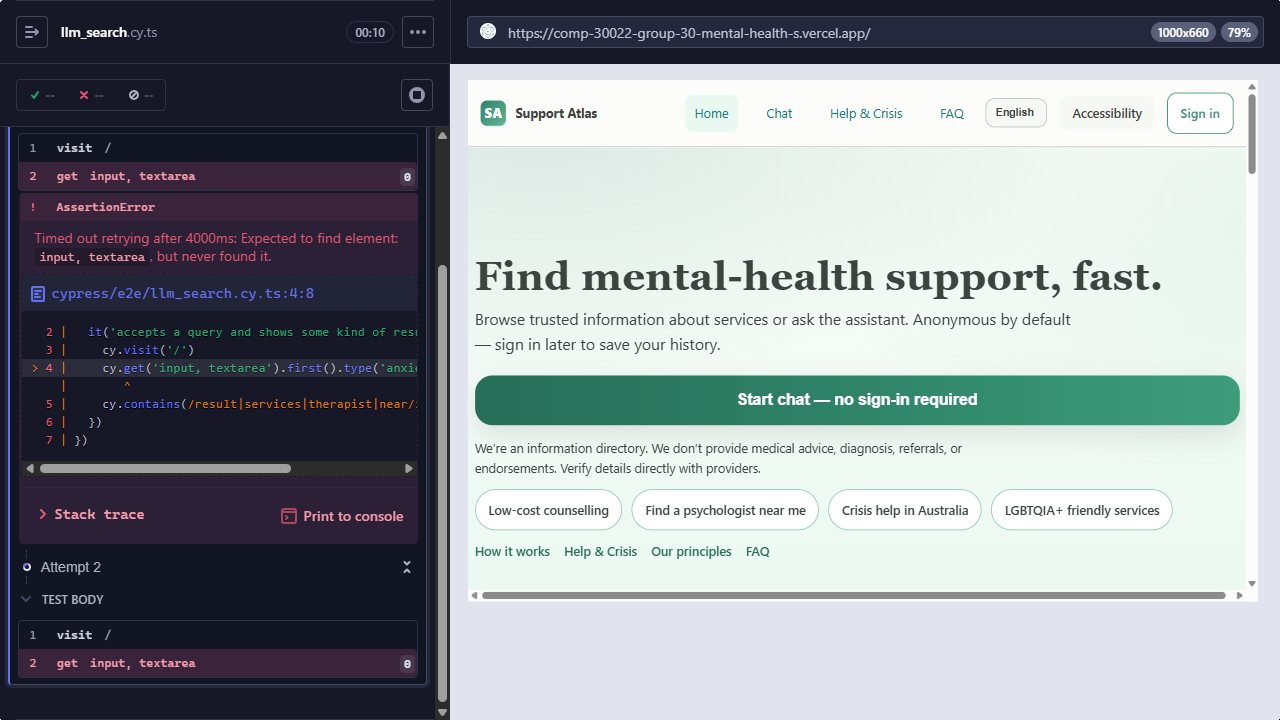 llm_search.cy.ts
00:10
--
--
--
1 visit /
2 get input, textarea 0
! AssertionError
Timed out retrying after 4000ms: Expected to find element:
input, textarea, but never found it.
cypress/e2e/llm_search.cy.ts:4:8
2 | it('accepts a query and shows some kind of resu
3 | cy.visit('/')
> 4 | cy.get('input, textarea').first().type('anxie
| ^
5 | cy.contains(/result|services|therapist|near/i
6 | })
7 | })
Stack trace
Print to console
Attempt 2
TEST BODY
1 visit /
2 get input, textarea 0
https://comp-30022-group-30-mental-health-s.vercel.app/
1000x660
79%
SA
Support Atlas
Home
Chat
Help & Crisis
FAQ
English
Accessibility
Sign in
Find mental-health support, fast.
Browse trusted information about services or ask the assistant. Anonymous by default
— sign in later to save your history.
Start chat — no sign-in required
We’re an information directory. We don’t provide medical advice, diagnosis, referrals, or
endorsements. Verify details directly with providers.
Low-cost counselling
Find a psychologist near me
Crisis help in Australia
LGBTQIA+ friendly services
How it works
Help & Crisis
Our principles
FAQ